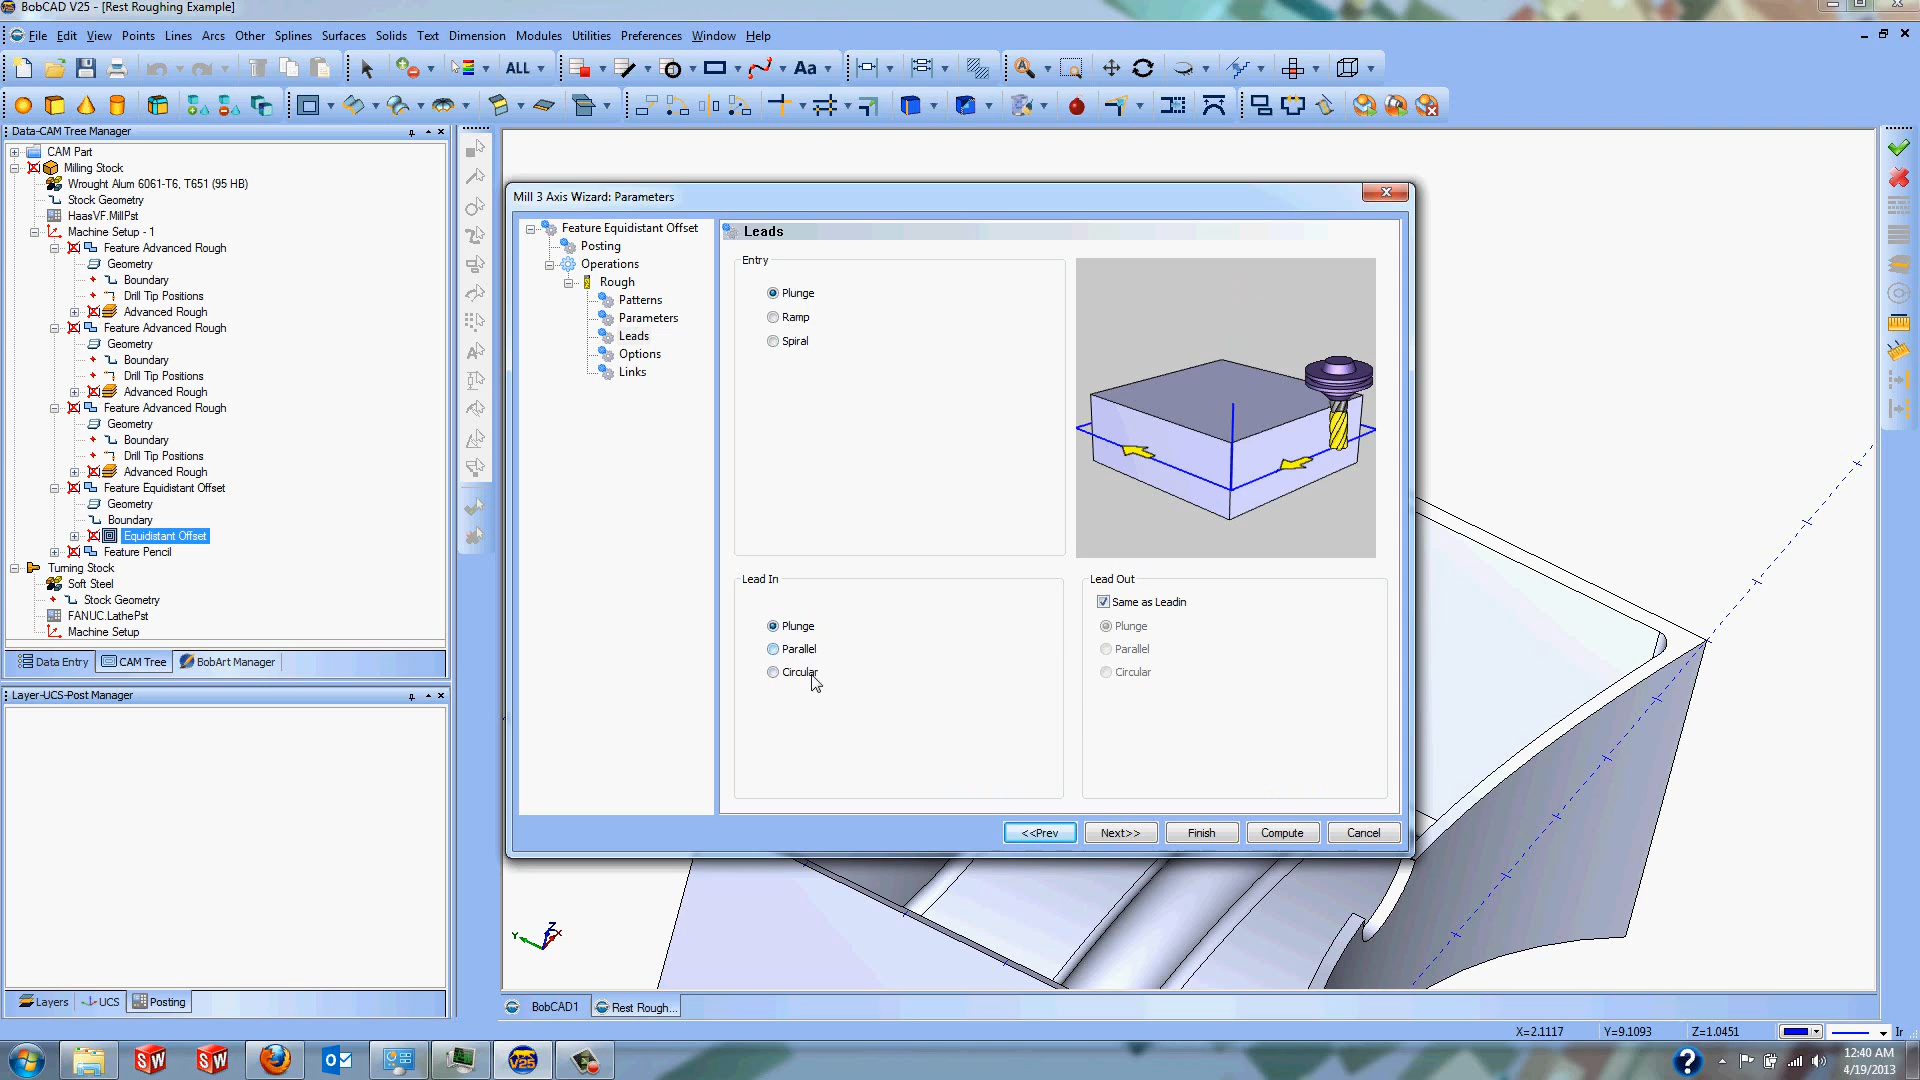 BobCAD V25 - [Rest Roughing Example]
File Edit View Points Lines Arcs Other Splines Surfaces Solids Text Dimension Modules Utilities Preferences Window Help
ALL Aa
Data-CAM Tree Manager
CAM Part
Milling Stock
Wrought Alum 6061-T6, T651 (95 HB)
Stock Geometry
HaasVF.MillPst
Machine Setup - 1
Feature Advanced Rough
Geometry
Boundary
Drill Tip Positions
Advanced Rough
Feature Advanced Rough
Geometry
Boundary
Drill Tip Positions
Advanced Rough
Feature Advanced Rough
Geometry
Boundary
Drill Tip Positions
Advanced Rough
Feature Equidistant Offset
Geometry
Boundary
Equidistant Offset
Feature Pencil
Turning Stock
Soft Steel
Stock Geometry
FANUC.LathePst
Machine Setup
Data Entry CAM Tree BobArt Manager
Layer-UCS-Post Manager
Layers UCS Posting
Mill 3 Axis Wizard: Parameters
Feature Equidistant Offset
Posting
Operations
Rough
Patterns
Parameters
Leads
Options
Links
Leads
Entry
Plunge
Ramp
Spiral
Lead In
Plunge
Parallel
Circular
Lead Out
Same as Leadin
Plunge
Parallel
Circular
<<Prev Next>> Finish Compute Cancel
Y Z X
BobCAD1 Rest Rough...
X=2.1117 Y=9.1093 Z=1.0451 Ir
SW SW V25
12:40 AM
4/19/2013